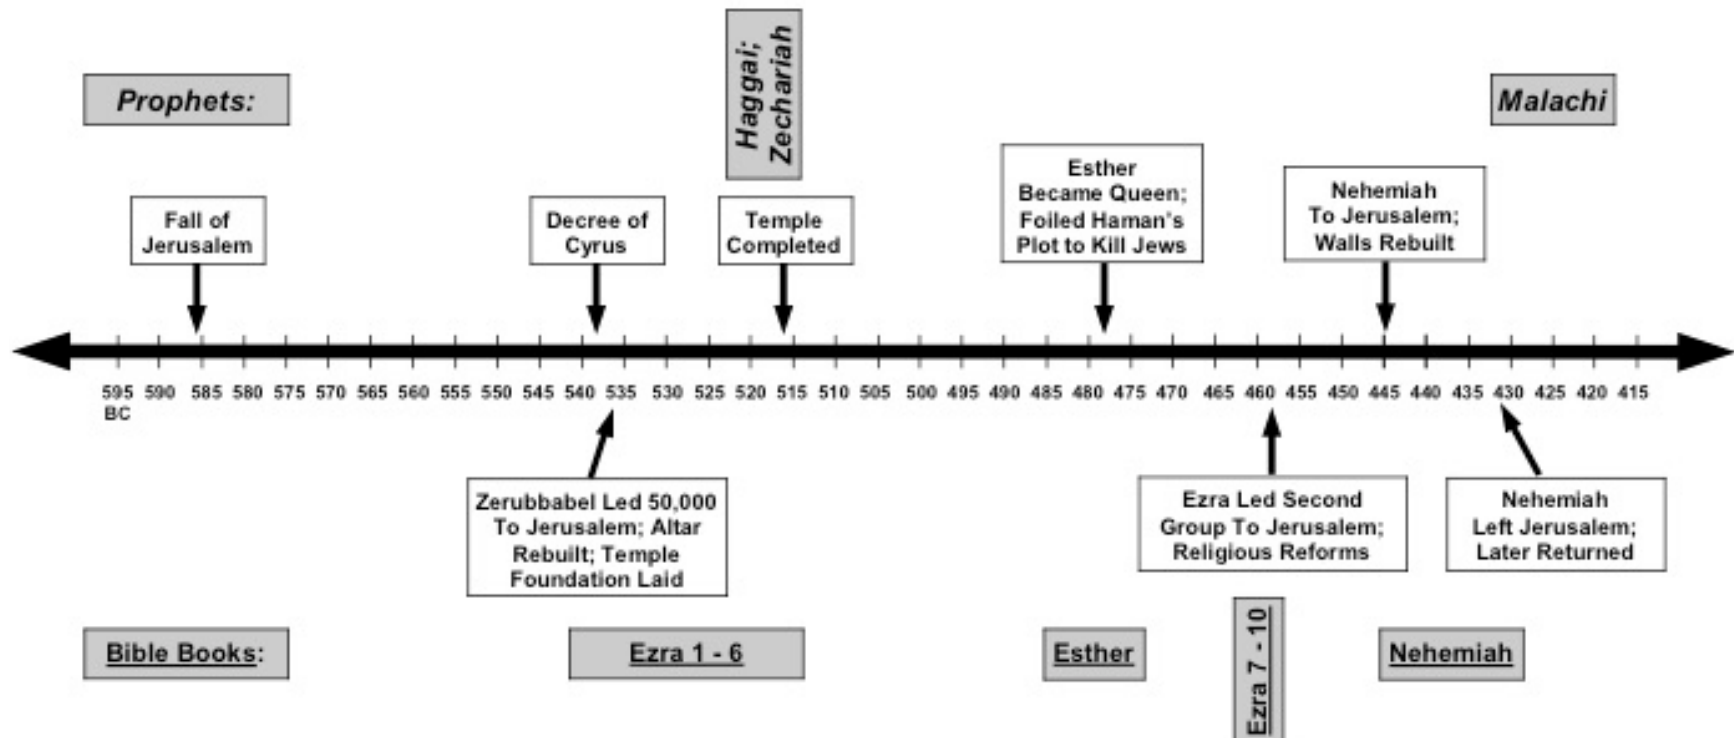 Prophets:
Haggai;
Zechariah
Malachi
Fall of
Jerusalem
Decree of
Cyrus
Temple
Completed
Esther
Became Queen;
Foiled Haman's
Plot to Kill Jews
Nehemiah
To Jerusalem;
Walls Rebuilt
595 590 585 580 575 570 565 560 555 550 545 540 535 530 525 520 515 510 505 500 495 490 485 480 475 470 465 460 455 450 445 440 435 430 425 420 415
BC
Zerubbabel Led 50,000
To Jerusalem; Altar
Rebuilt; Temple
Foundation Laid
Ezra Led Second
Group To Jerusalem;
Religious Reforms
Nehemiah
Left Jerusalem;
Later Returned
Bible Books:
Ezra 1 - 6
Esther
Ezra 7 - 10
Nehemiah